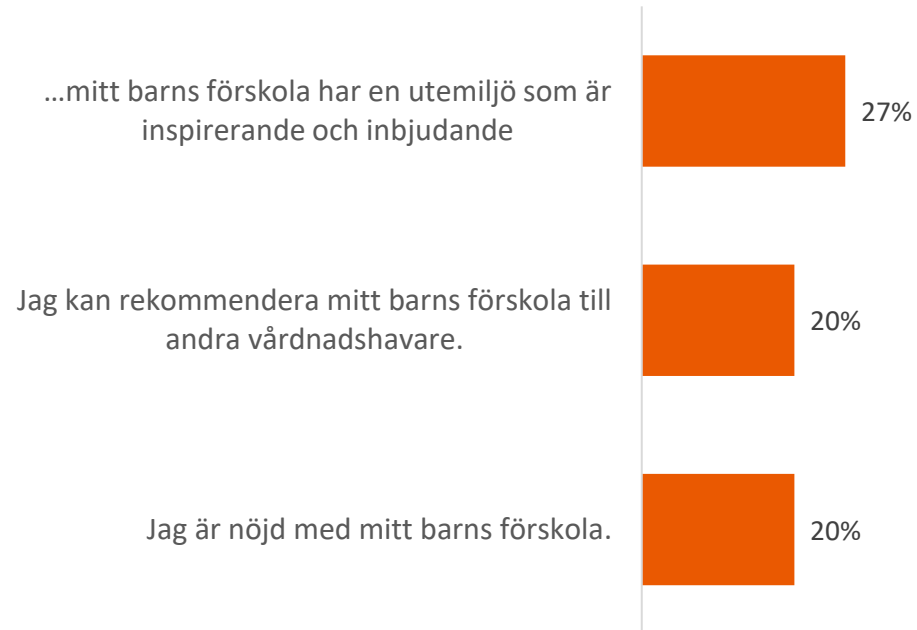 …mitt barns förskola har en utemiljö som är
inspirerande och inbjudande
27%
Jag kan rekommendera mitt barns förskola till
andra vårdnadshavare.
20%
Jag är nöjd med mitt barns förskola.
20%